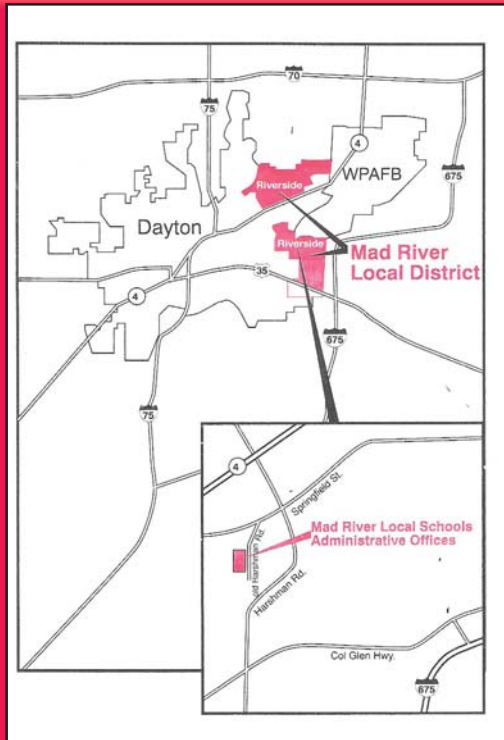 70
75
4
675
Riverside
WPAFB
Dayton
Riverside
Mad River
Local District
35
4
675
75
4
Springfield St.
Mad River Local Schools
Administrative Offices
Old Harshman Rd.
Harshman Rd.
Col Glen Hwy.
675